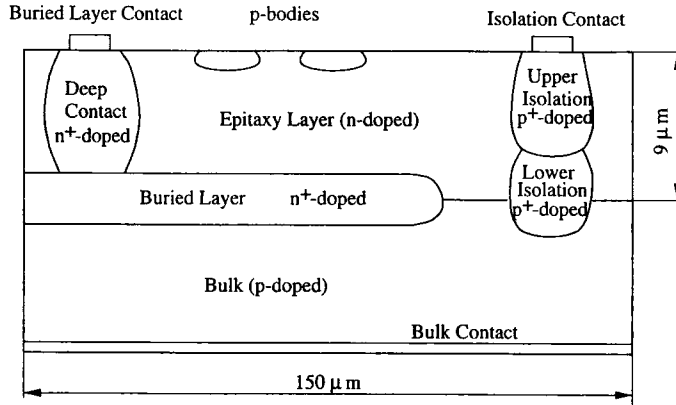 Buried Layer Contact
p-bodies
Isolation Contact
Deep
Contact
n+-doped
Epitaxy Layer (n-doped)
Upper
Isolation
p+-doped
9 μm
Lower
Isolation
p+-doped
Buried Layer n+-doped
Bulk (p-doped)
Bulk Contact
150 μm